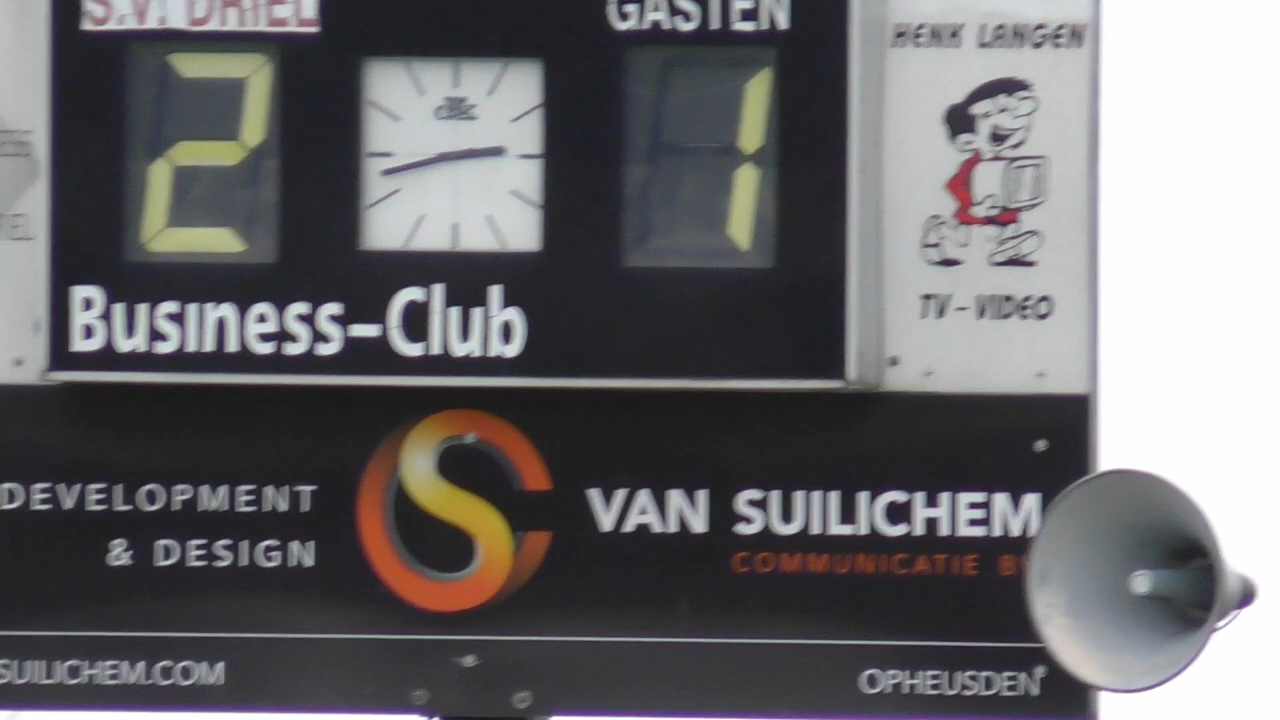 S.V. DRIEL
GASTEN
2
1
Business-Club
HENK LANGEN
TV-VIDEO
DEVELOPMENT
& DESIGN
VAN SUILICHEM
COMMUNICATIE
SUILICHEM.COM
OPHEUSDEN